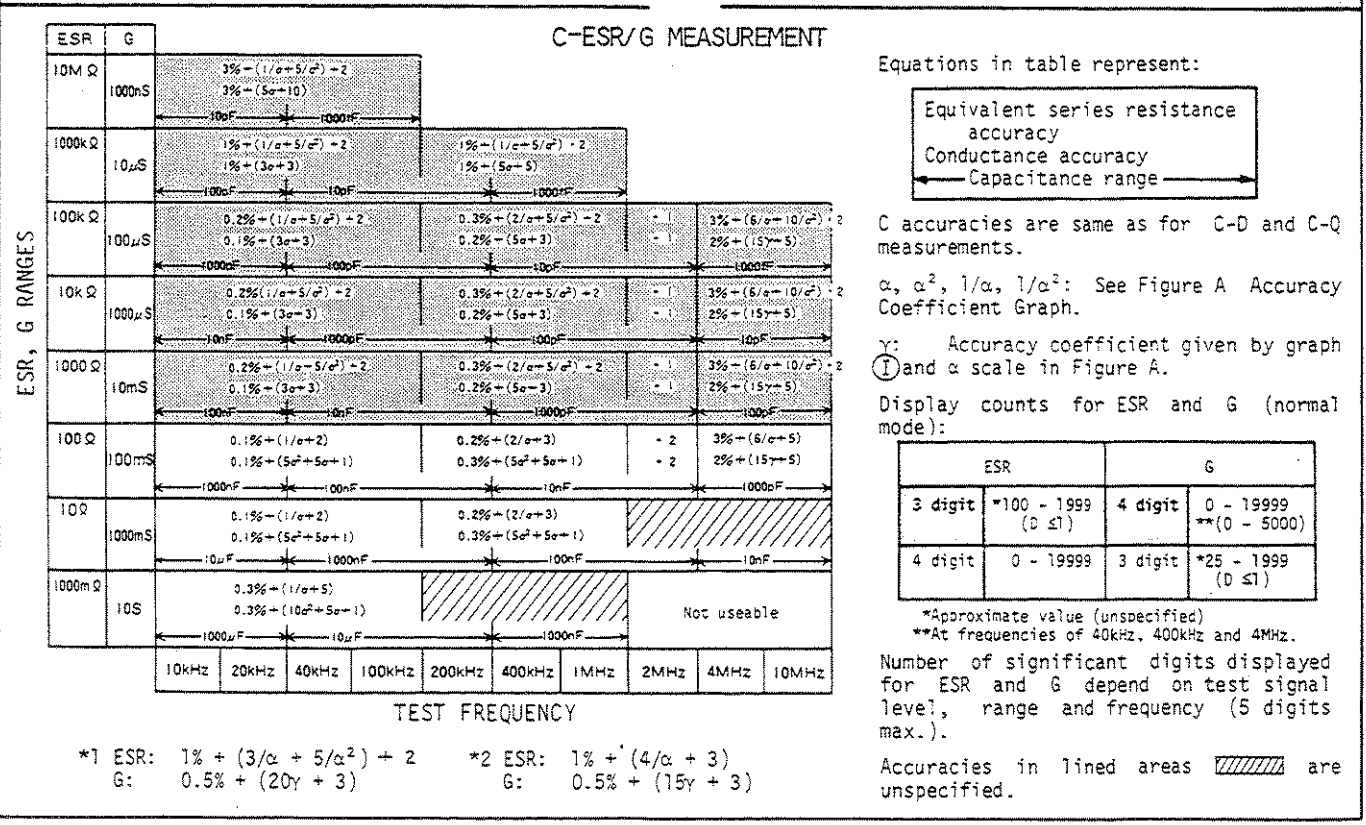 C-ESR/G MEASUREMENT
ESR G
10M Ω 1000nS
3% + (1/α+5/α²) + 2
3% + (5α+10)
10pF 1000fF
1000k Ω 10μS
1% + (1/α+5/α²) + 2 1% + (1/α+5/α²) + 2
1% + (3α+3) 1% + (5α+5)
100pF 10pF 1000fF
100k Ω 100μS
0.2% + (1/α+5/α²) + 2 0.3% + (2/α+5/α²) + 2 * 1 3% + (6/α+10/α²) + 2
0.1% + (3α+3) 0.2% + (5α+3) * 1 2% + (15γ+5)
1000pF 100pF 10pF 1000fF
10k Ω 1000μS
0.2%(1/α+5/α²) + 2 0.3% + (2/α+5/α²) + 2 * 1 3% + (6/α+10/α²) + 2
0.1% + (3α+3) 0.2% + (5α+3) * 1 2% + (15γ+5)
10nF 1000pF 100pF 10pF
1000 Ω 10mS
0.2% + (1/α+5/α²) + 2 0.3% + (2/α+5/α²) + 2 * 1 3% + (6/α+10/α²) + 2
0.1% + (3α+3) 0.2% + (5α+3) * 1 2% + (15γ+5)
100nF 10nF 1000pF 100pF
100 Ω 100mS
0.1% + (1/α+2) 0.2% + (2/α+3) * 2 3% + (6/α+5)
0.1% + (5α²+5α+1) 0.3% + (5α²+5α+1) * 2 2% + (15γ+5)
1000nF 100nF 10nF 1000pF
10Ω 1000mS
0.1% + (1/α+2) 0.2% + (2/α+3)
0.1% + (5α²+5α+1) 0.3% + (5α²+5α+1)
10μF 1000nF 100nF 10nF
1000m Ω 10S
0.3% + (1/α+5)
0.3% + (10α²+5α+1)
Not useable
1000μF 10μF 1000nF
10kHz 20kHz 40kHz 100kHz 200kHz 400kHz 1MHz 2MHz 4MHz 10MHz
TEST FREQUENCY
ESR, G RANGES
*1 ESR: 1% + (3/α + 5/α²) + 2 *2 ESR: 1% + (4/α + 3)
G: 0.5% + (20γ + 3) G: 0.5% + (15γ + 3)
Equations in table represent:
Equivalent series resistance
accuracy
Conductance accuracy
Capacitance range
C accuracies are same as for C-D and C-Q
measurements.
α, α², 1/α, 1/α²: See Figure A Accuracy
Coefficient Graph.
γ: Accuracy coefficient given by graph
Ⓘ and α scale in Figure A.
Display counts for ESR and G (normal
mode):
ESR G
3 digit *100 - 1999 4 digit 0 - 19999
(D ≤1) **(0 - 5000)
4 digit 0 - 19999 3 digit *25 - 1999
(D ≤1)
*Approximate value (unspecified)
**At frequencies of 40kHz, 400kHz and 4MHz.
Number of significant digits displayed
for ESR and G depend on test signal
level, range and frequency (5 digits
max.).
Accuracies in lined areas are
unspecified.